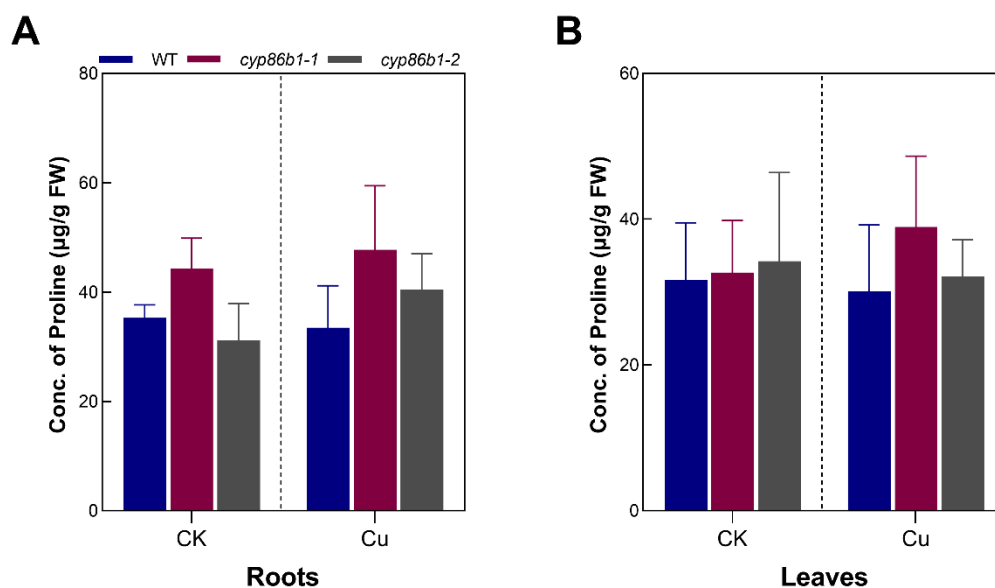 A
WT cyp86b1-1 cyp86b1-2
80
60
40
20
0
Conc. of Proline (µg/g FW)
CK Cu
Roots
B
60
40
20
0
Conc. of Proline (µg/g FW)
CK Cu
Leaves